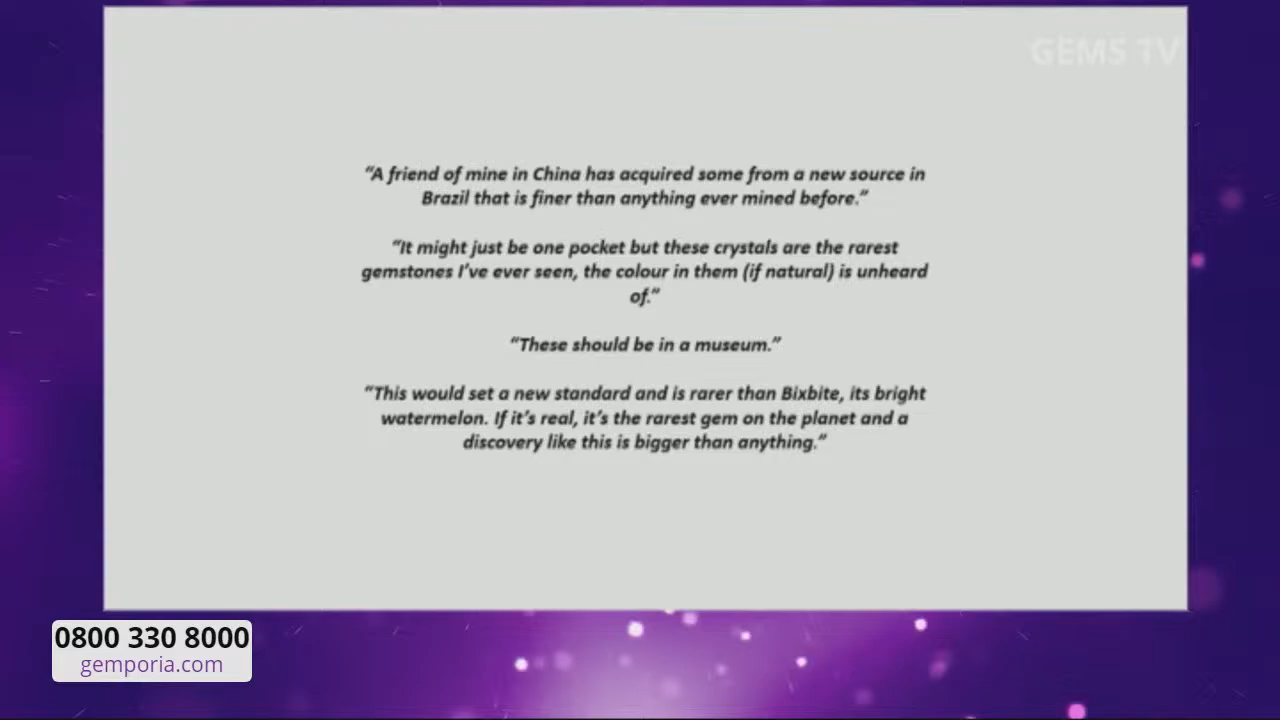 GEMS TV
“A friend of mine in China has acquired some from a new source in
Brazil that is finer than anything ever mined before.”
“It might just be one pocket but these crystals are the rarest
gemstones I’ve ever seen, the colour in them (if natural) is unheard
of.”
“These should be in a museum.”
“This would set a new standard and is rarer than Bixbite, its bright
watermelon. If it’s real, it’s the rarest gem on the planet and a
discovery like this is bigger than anything.”
0800 330 8000
gemporia.com